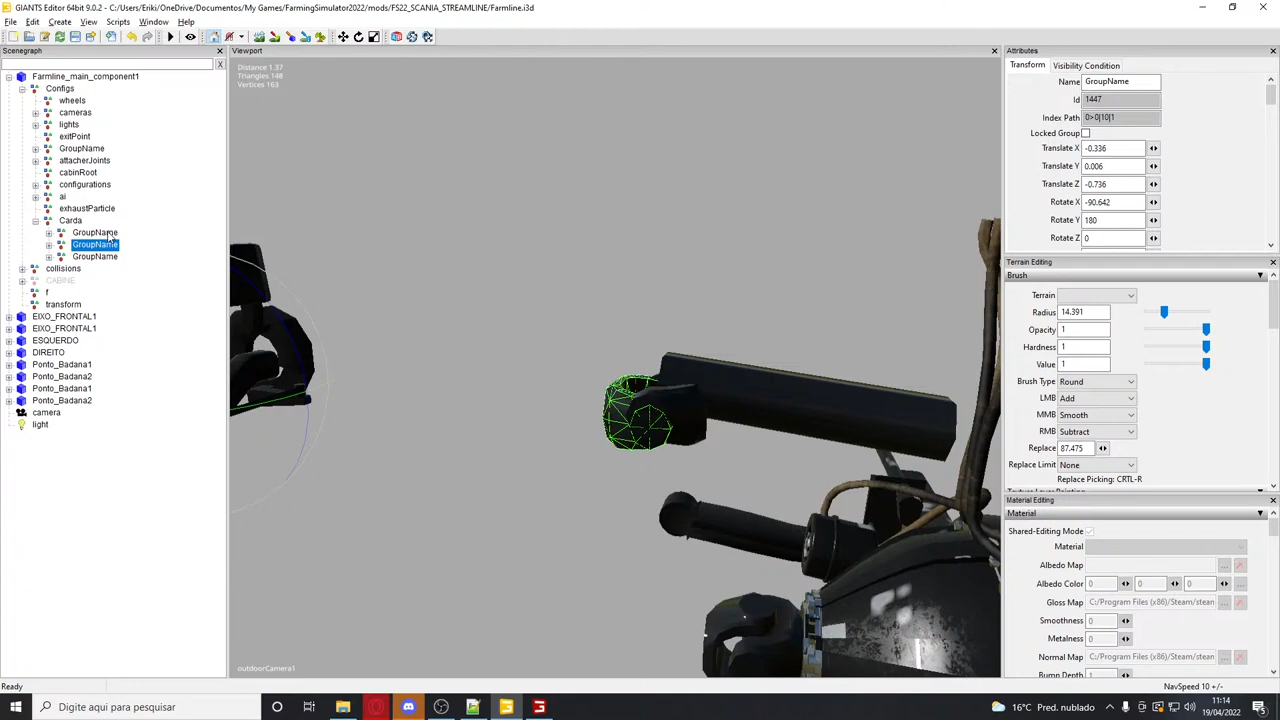 GIANTS Editor 64bit 9.0.2 - C:/Users/Eriki/OneDrive/Documentos/My Games/FarmingSimulator2022/mods/FS22_SCANIA_STREAMLINE/Farmline.i3d
File Edit Create View Scripts Window Help
Scenegraph
Viewport
Attributes
X
Transform
Visibility Condition
Distance 1.37
Triangles 148
Vertices 163
Farmline_main_component1
Configs
wheels
cameras
lights
exitPoint
GroupName
attacherJoints
cabinRoot
configurations
ai
exhaustParticle
Carda
GroupName
GroupName
GroupName
collisions
CABINE
f
transform
EIXO_FRONTAL1
EIXO_FRONTAL1
ESQUERDO
DIREITO
Ponto_Badana1
Ponto_Badana2
Ponto_Badana1
Ponto_Badana2
camera
light
Name GroupName
Id 1447
Index Path 0>0|10|1
Locked Group
Translate X -0.336
Translate Y 0.006
Translate Z -0.736
Rotate X -90.642
Rotate Y 180
Rotate Z 0
Terrain Editing
Brush
Terrain
Radius 14.391
Opacity 1
Hardness 1
Value 1
Brush Type Round
LMB Add
MMB Smooth
RMB Subtract
Replace 87.475
Replace Limit None
Replace Picking: CRTL-R
Texture Layer Painting
Material Editing
Material
Shared-Editing Mode
Material
Albedo Map
Albedo Color 0 0 0
Gloss Map C:/Program Files (x86)/Steam/stean
Smoothness 0
Metalness 0
Normal Map C:/Program Files (x86)/Steam/stean
Bump Depth
outdoorCamera1
Ready
NavSpeed 10 +/-
Digite aqui para pesquisar
16°C Pred. nublado
11:14
19/04/2022